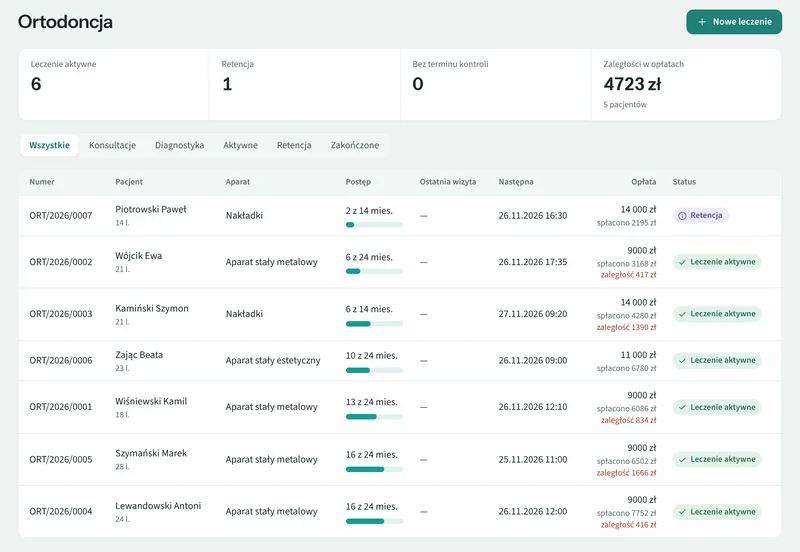 Ortodoncja
+ Nowe leczenie
Leczenie aktywne
6
Retencja
1
Bez terminu kontroli
0
Zaległości w opłatach
4723 zł
5 pacjentów
Wszystkie Konsultacje Diagnostyka Aktywne Retencja Zakończone
Numer Pacjent Aparat Postęp Ostatnia wizyta Następna Opłata Status
ORT/2026/0007 Piotrowski Paweł Nakładki 2 z 14 mies. — 26.11.2026 16:30 14 000 zł Retencja
14 l. spłacono 2195 zł
ORT/2026/0002 Wójcik Ewa Aparat stały metalowy 6 z 24 mies. — 26.11.2026 17:35 9000 zł Leczenie aktywne
21 l. spłacono 3168 zł
zaległość 417 zł
ORT/2026/0003 Kamiński Szymon Nakładki 6 z 14 mies. — 27.11.2026 09:20 14 000 zł Leczenie aktywne
21 l. spłacono 4280 zł
zaległość 1390 zł
ORT/2026/0006 Zając Beata Aparat stały estetyczny 10 z 24 mies. — 26.11.2026 09:00 11 000 zł Leczenie aktywne
23 l. spłacono 6780 zł
ORT/2026/0001 Wiśniewski Kamil Aparat stały metalowy 13 z 24 mies. — 26.11.2026 12:10 9000 zł Leczenie aktywne
18 l. spłacono 6086 zł
zaległość 834 zł
ORT/2026/0005 Szymański Marek Aparat stały metalowy 16 z 24 mies. — 25.11.2026 11:00 9000 zł Leczenie aktywne
28 l. spłacono 6502 zł
zaległość 1666 zł
ORT/2026/0004 Lewandowski Antoni Aparat stały metalowy 16 z 24 mies. — 26.11.2026 12:00 9000 zł Leczenie aktywne
24 l. spłacono 7752 zł
zaległość 416 zł